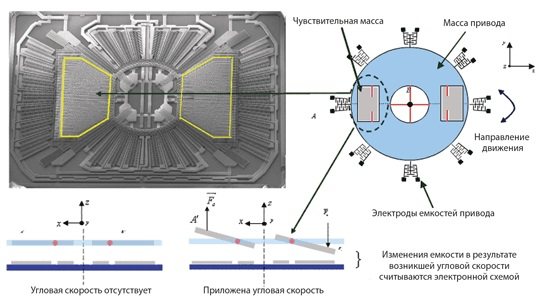 Чувствительная масса
Масса привода
A
Направление
движения
Электроды емкостей привода
z
x
A'
z
x
Изменения емкости в результате
возникшей угловой скорости
считываются электронной схемой
Угловая скорость отсутствует
Приложена угловая скорость